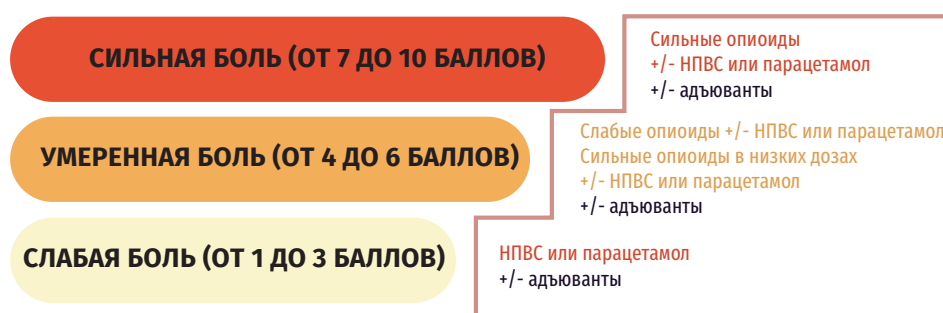 СИЛЬНАЯ БОЛЬ (ОТ 7 ДО 10 БАЛЛОВ)
Сильные опиоиды
+/- НПВС или парацетамол
+/- адъюванты
УМЕРЕННАЯ БОЛЬ (ОТ 4 ДО 6 БАЛЛОВ)
Слабые опиоиды +/- НПВС или парацетамол
Сильные опиоиды в низких дозах
+/- НПВС или парацетамол
+/- адъюванты
СЛАБАЯ БОЛЬ (ОТ 1 ДО 3 БАЛЛОВ)
НПВС или парацетамол
+/- адъюванты